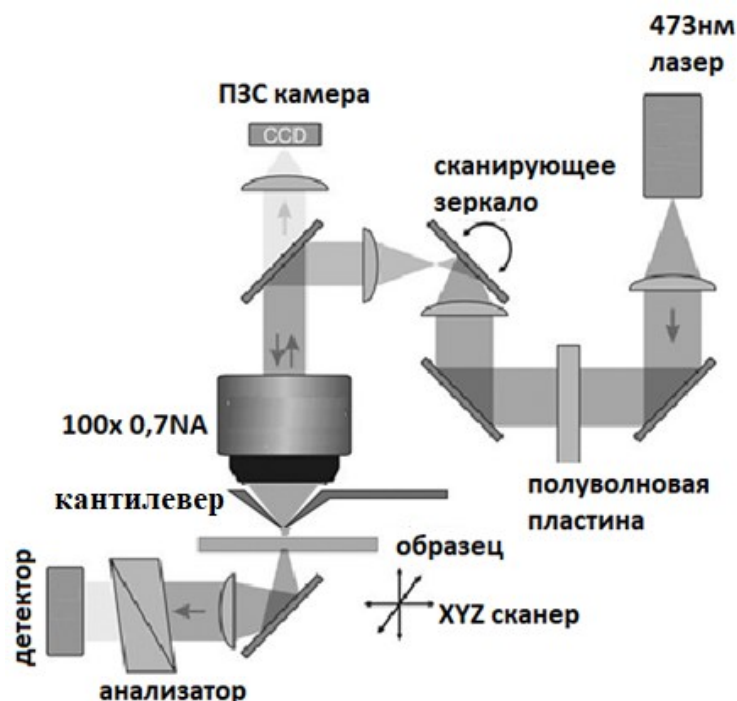 473нм
лазер
ПЗС камера
CCD
сканирующее
зеркало
100x 0,7NA
кантилевер
полуволновая
пластина
образец
XYZ сканер
детектор
анализатор